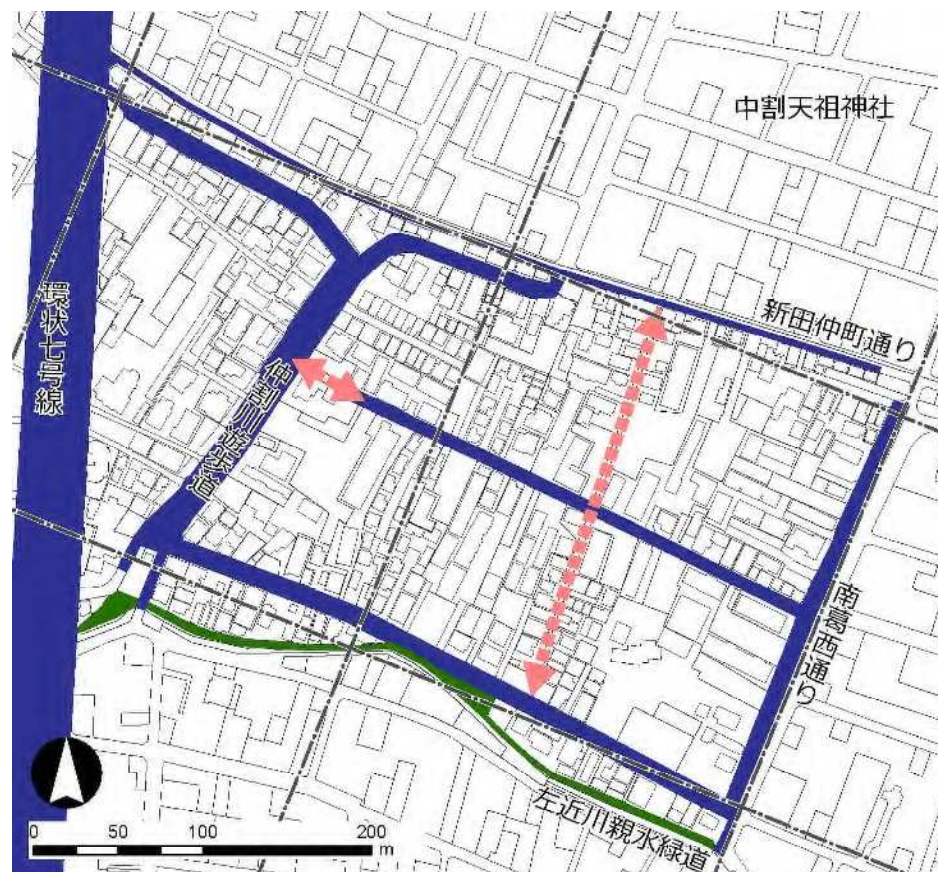 中割天祖神社
新田仲町通り
環状七号線
仲割川遊歩道
南葛西通り
左近川親水緑道
0 50 100 200
m